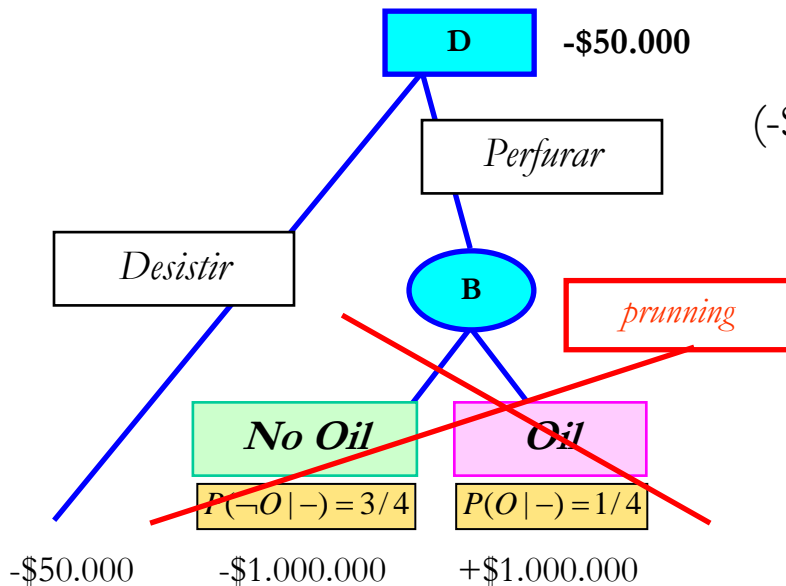 D -$50.000
(-$
Perfurar
Desistir
B
prunning
No Oil Oil
P(¬O | −) = 3/4 P(O | −) = 1/4
-$50.000 -$1.000.000 +$1.000.000